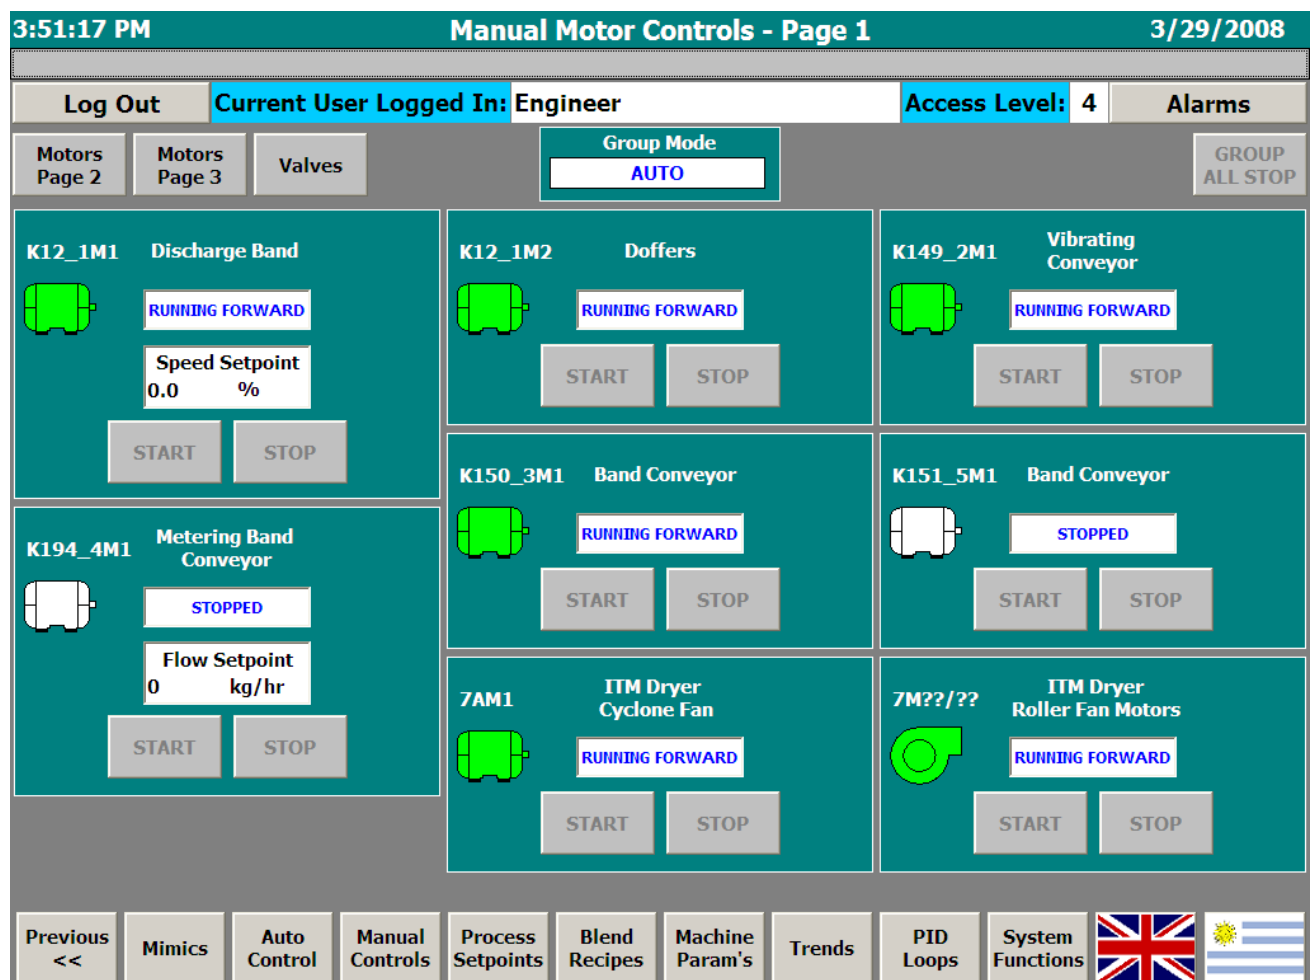 3:51:17 PM Manual Motor Controls - Page 1 3/29/2008
Log Out Current User Logged In: Engineer Access Level: 4 Alarms
Motors
Page 2
Motors
Page 3
Valves
Group Mode
AUTO
GROUP
ALL STOP
K12_1M1 Discharge Band
RUNNING FORWARD
Speed Setpoint
0.0 %
START STOP
K12_1M2 Doffers
RUNNING FORWARD
START STOP
K149_2M1 Vibrating
Conveyor
RUNNING FORWARD
START STOP
K194_4M1 Metering Band
Conveyor
STOPPED
Flow Setpoint
0 kg/hr
START STOP
K150_3M1 Band Conveyor
RUNNING FORWARD
START STOP
K151_5M1 Band Conveyor
STOPPED
START STOP
7AM1 ITM Dryer
Cyclone Fan
RUNNING FORWARD
START STOP
7M??/?? ITM Dryer
Roller Fan Motors
RUNNING FORWARD
START STOP
Previous
<<
Mimics
Auto
Control
Manual
Controls
Process
Setpoints
Blend
Recipes
Machine
Param's
Trends
PID
Loops
System
Functions